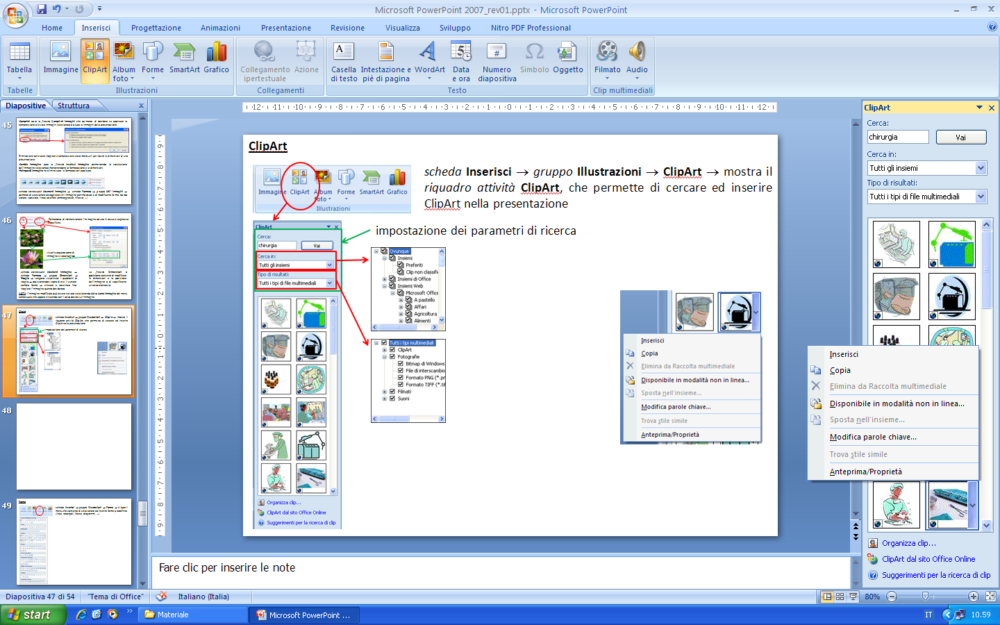 Microsoft PowerPoint 2007_rev01.pptx - Microsoft PowerPoint
Home Inserisci Progettazione Animazioni Presentazione Revisione Visualizza Sviluppo Nitro PDF Professional
Tabella Immagine ClipArt Album foto Forme SmartArt Grafico Collegamento ipertestuale Azione Casella di testo Intestazione e piè di pagina WordArt Data e ora Numero diapositiva Simbolo Oggetto Filmato Audio
Tabelle Illustrazioni Collegamenti Testo Clip multimediali
Diapositive Struttura
45
46
47
48
49
ClipArt
Immagine ClipArt Album foto Forme SmartArt Grafico
Illustrazioni
scheda Inserisci → gruppo Illustrazioni → ClipArt → mostra il
riquadro attività ClipArt, che permette di cercare ed inserire
ClipArt nella presentazione
impostazione dei parametri di ricerca
ClipArt
Cerca:
chirurgia Vai
Cerca in:
Tutti gli insiemi
Tipo di risultati:
Tutti i tipi di file multimediali
Organizza clip...
ClipArt dal sito Office Online
Suggerimenti per la ricerca di clip
Ovunque
Insiemi
Preferiti
Clip non classifi
Insiemi di Office
Insiemi Web
Microsoft Office
A pastello
Affari
Agricoltura
Alimenti
Tutti i tipi multimediali
ClipArt
Fotografie
Bitmap di Windows
File di interscambio
Formato PNG (*.pr
Formato TIFF (*.tif
Filmati
Suoni
Inserisci
Copia
Elimina da Raccolta multimediale
Disponibile in modalità non in linea...
Sposta nell'insieme...
Modifica parole chiave...
Trova stile simile
Anteprima/Proprietà
ClipArt
Cerca:
chirurgia Vai
Cerca in:
Tutti gli insiemi
Tipo di risultati:
Tutti i tipi di file multimediali
Inserisci
Copia
Elimina da Raccolta multimediale
Disponibile in modalità non in linea...
Sposta nell'insieme...
Modifica parole chiave...
Trova stile simile
Anteprima/Proprietà
Organizza clip...
ClipArt dal sito Office Online
Suggerimenti per la ricerca di clip
Fare clic per inserire le note
Diapositiva 47 di 54 "Tema di Office" Italiano (Italia) 80%
start Materiale Microsoft PowerPoint ... IT 10.59